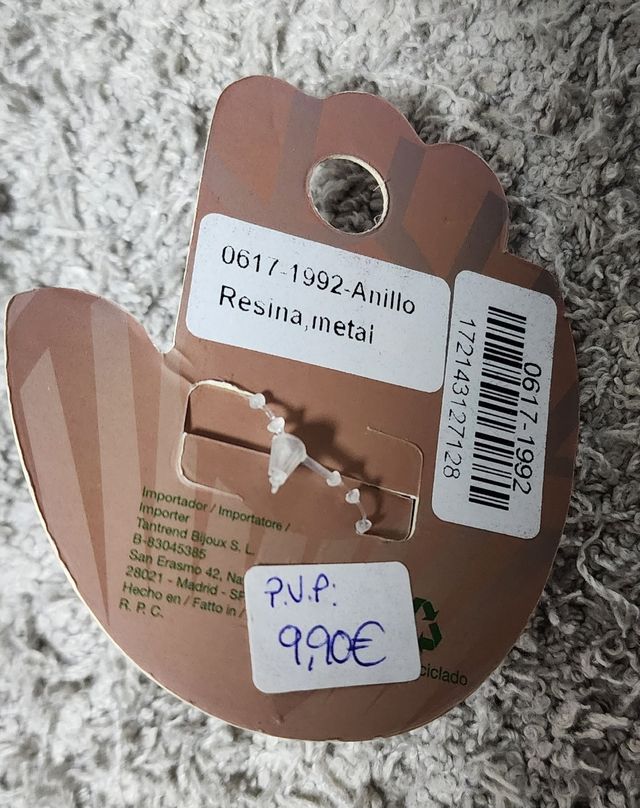 0617-1992-Anillo
Resina,metal
0617-1992
1721431271​28
Importador / Importatore /
Importer
Tantrend Bijoux S. L.
B-83045385
San Erasmo 42, Na
28021 - Madrid - SP
Hecho en / Fatto in /
R. P. C.
P.V.P:
9,90€
ciclado